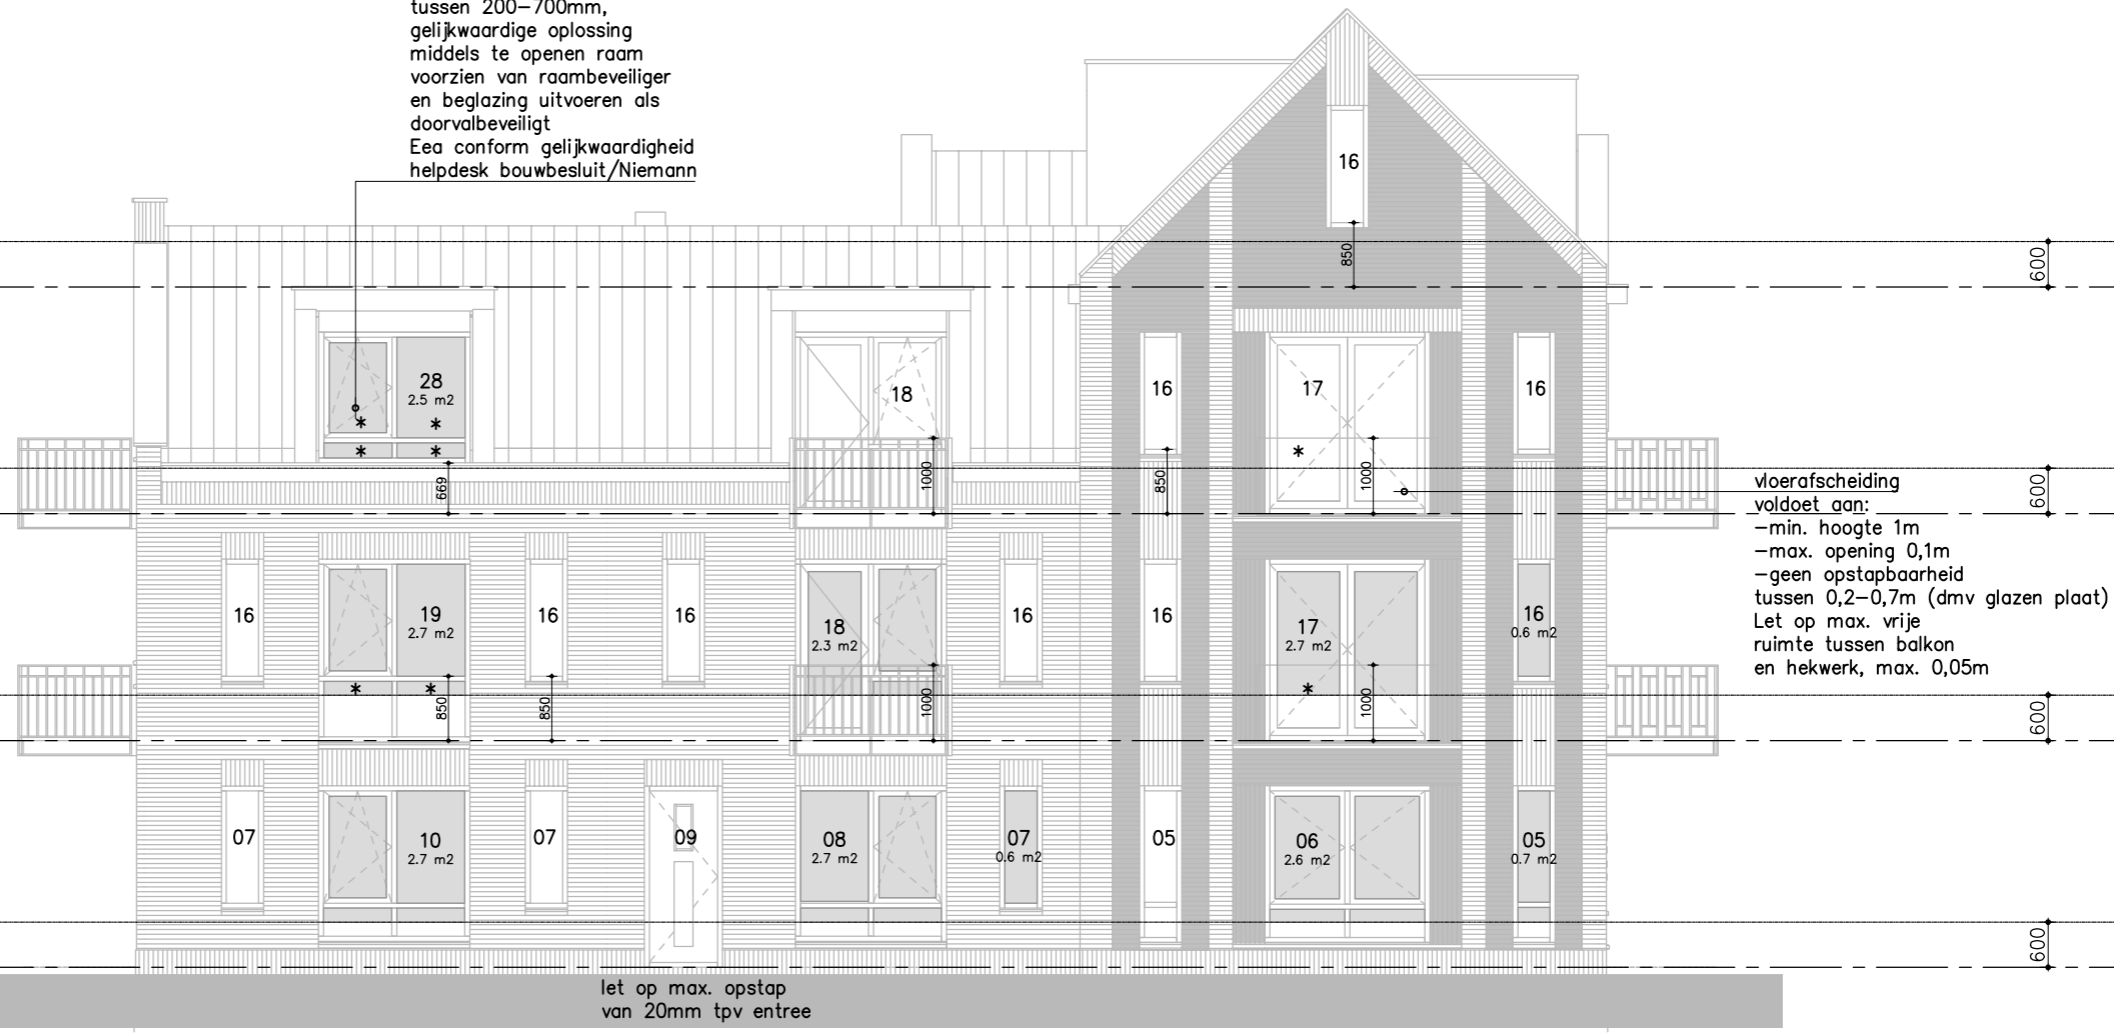 tussen 200-700mm,
gelijkwaardige oplossing
middels te openen raam
voorzien van raambeveiliger
en beglazing uitvoeren als
doorvalbeveiligt
Eea conform gelijkwaardigheid
helpdesk bouwbesluit/Niemann
16
850
600
28
2.5 m2
* *
* *
669
18
1000
16
850
17
*
1000
16
600
vloerafscheiding
voldoet aan:
-min. hoogte 1m
-max. opening 0,1m
-geen opstapbaarheid
tussen 0,2-0,7m (dmv glazen plaat)
Let op max. vrije
ruimte tussen balkon
en hekwerk, max. 0,05m
16
19
2.7 m2
* *
850
16
850
16
18
2.3 m2
1000
16
16
17
2.7 m2
*
1000
16
0.6 m2
600
07
10
2.7 m2
07
09
08
2.7 m2
07
0.6 m2
05
06
2.6 m2
05
0.7 m2
600
let op max. opstap
van 20mm tpv entree